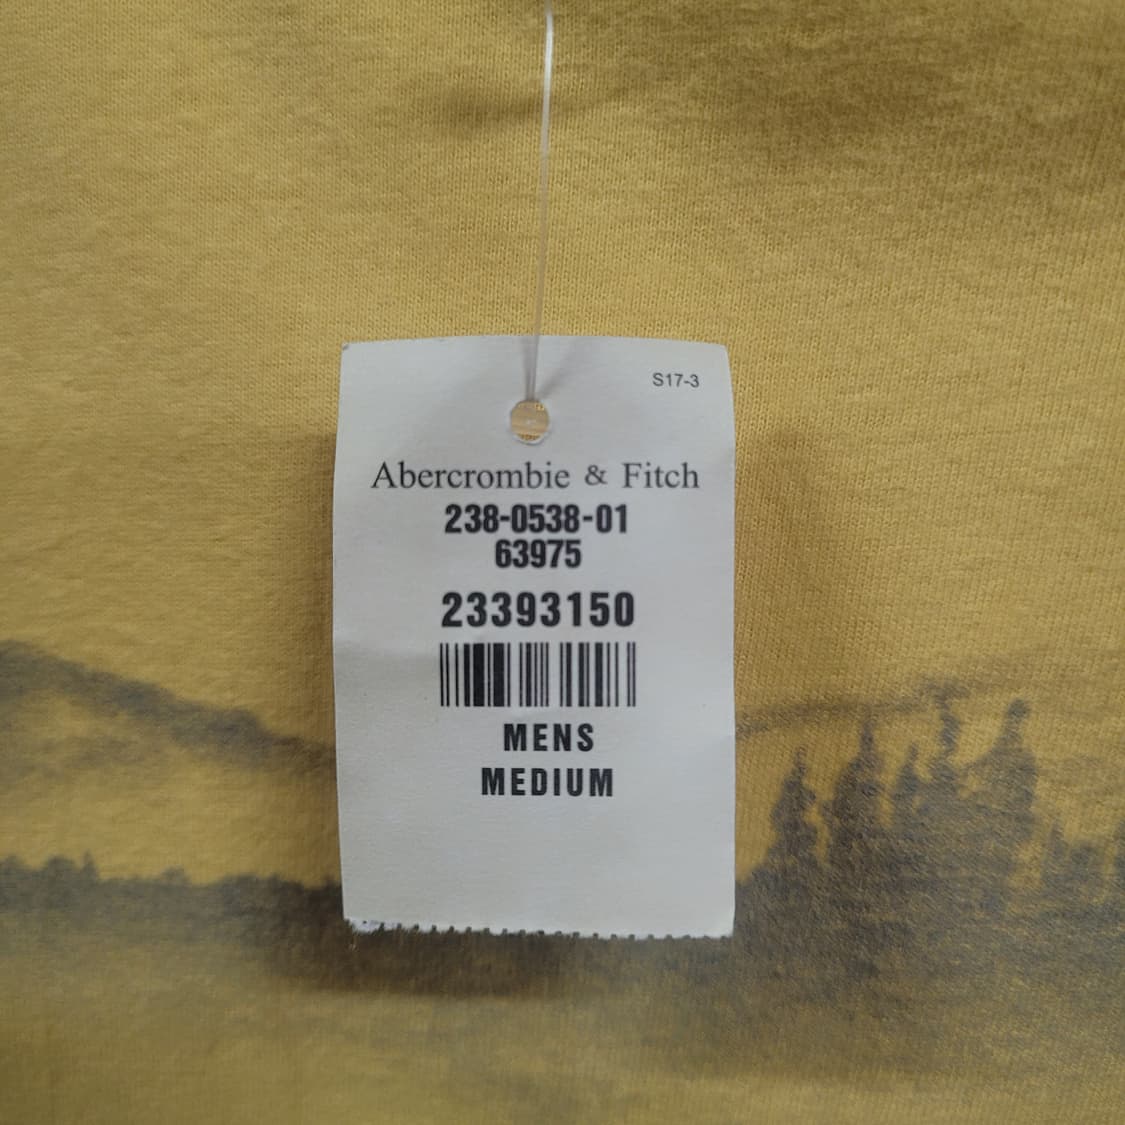 S17-3
Abercrombie & Fitch
238-0538-01
63975
23393150
MENS
MEDIUM